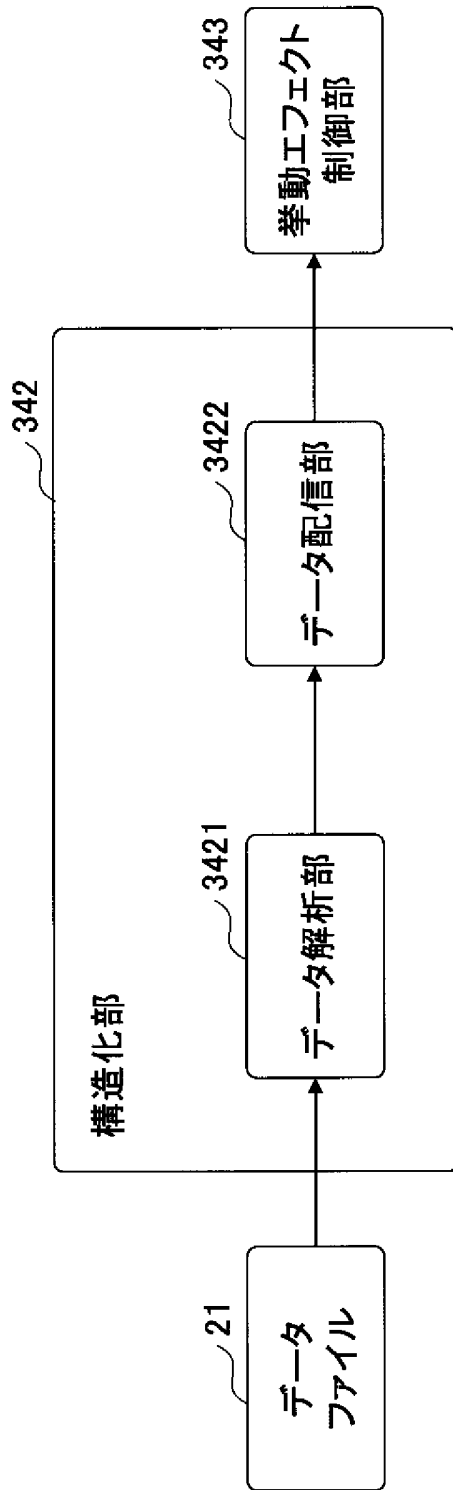 21
データ
ファイル
342
構造化部
3421
データ解析部
3422
データ配信部
343
挙動エフェクト
制御部